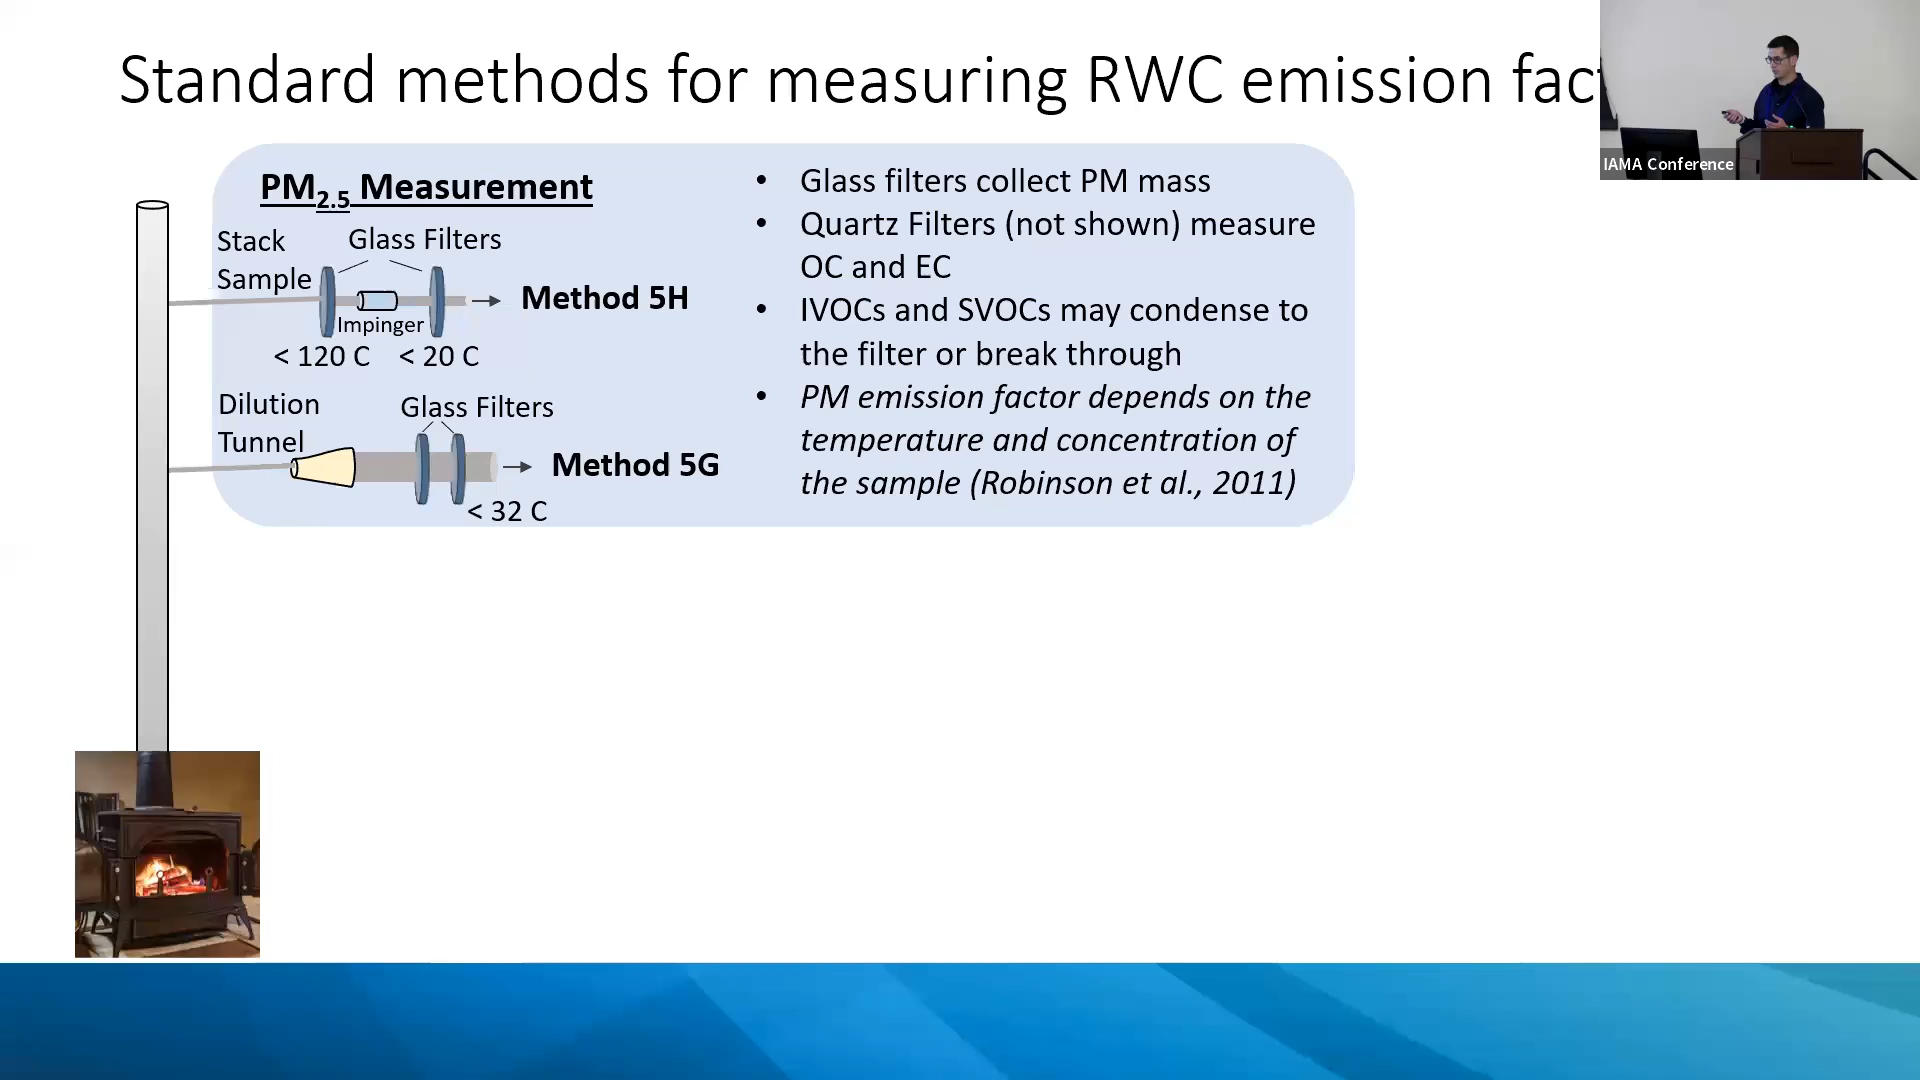 Standard methods for measuring RWC emission fac
IAMA Conference
PM2.5 Measurement
Stack
Sample
Glass Filters
Impinger
Method 5H
< 120 C
< 20 C
Dilution
Tunnel
Glass Filters
Method 5G
< 32 C
• Glass filters collect PM mass
• Quartz Filters (not shown) measure
OC and EC
• IVOCs and SVOCs may condense to
the filter or break through
• PM emission factor depends on the
temperature and concentration of
the sample (Robinson et al., 2011)